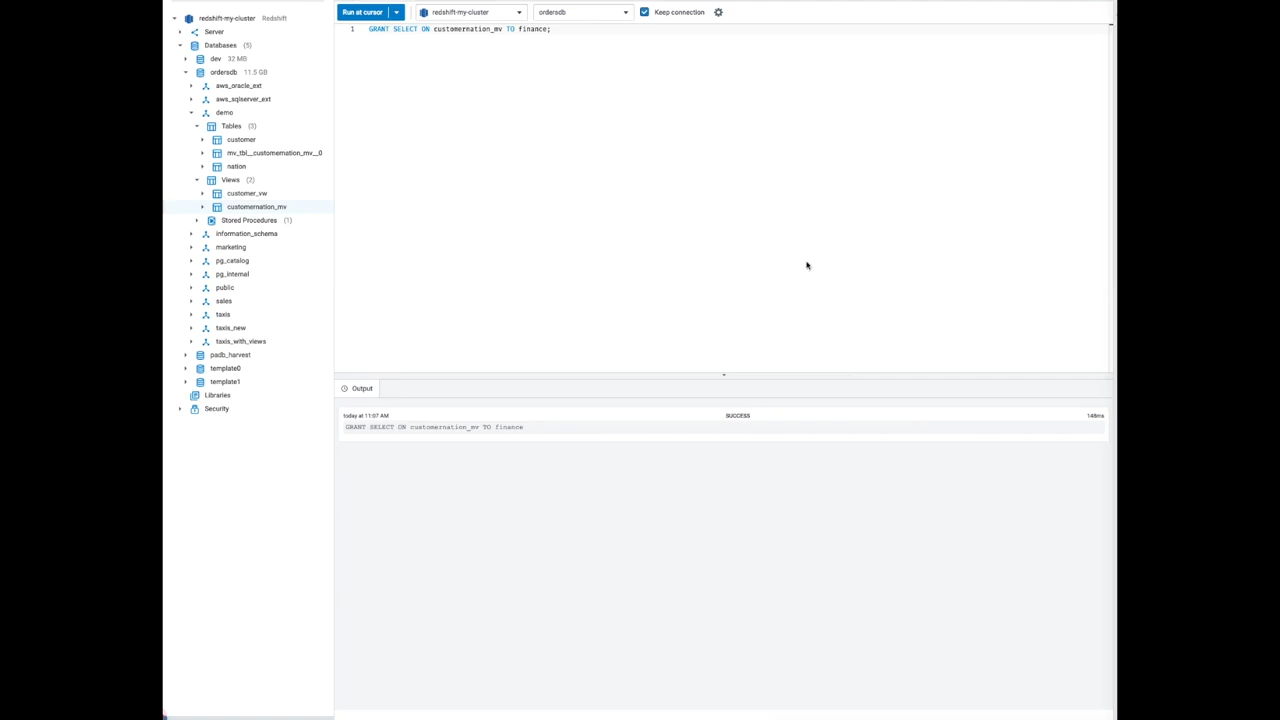 redshift-my-cluster Redshift
Server
Databases (5)
dev 32 MB
ordersdb 11.5 GB
aws_oracle_ext
aws_sqlserver_ext
demo
Tables (3)
customer
mv_tbl__customernation_mv__0
nation
Views (2)
customer_vw
customernation_mv
Stored Procedures (1)
information_schema
marketing
pg_catalog
pg_internal
public
sales
taxis
taxis_new
taxis_with_views
padb_harvest
template0
template1
Libraries
Security
Run at cursor redshift-my-cluster ordersdb Keep connection
1 GRANT SELECT ON customernation_mv TO finance;
Output
today at 11:07 AM SUCCESS 148ms
GRANT SELECT ON customernation_mv TO finance